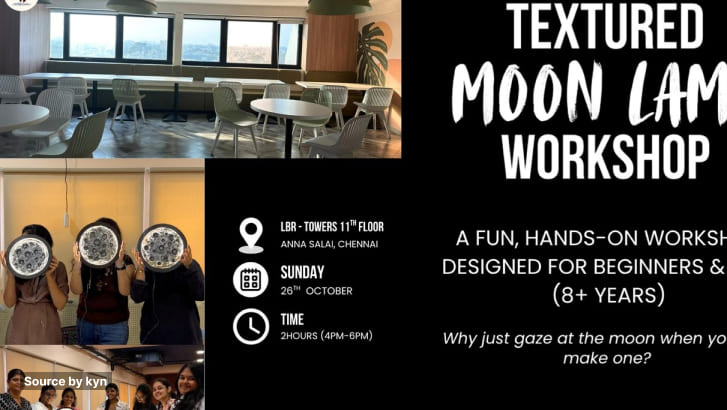 TEXTURED
MOON LAM
WORKSHOP
LBR - TOWERS 11TH FLOOR
ANNA SALAI, CHENNAI
SUNDAY
26TH OCTOBER
TIME
2HOURS (4PM-6PM)
A FUN, HANDS-ON WORKSH
DESIGNED FOR BEGINNERS &
(8+ YEARS)
Why just gaze at the moon when yo
make one?
Source by kyn